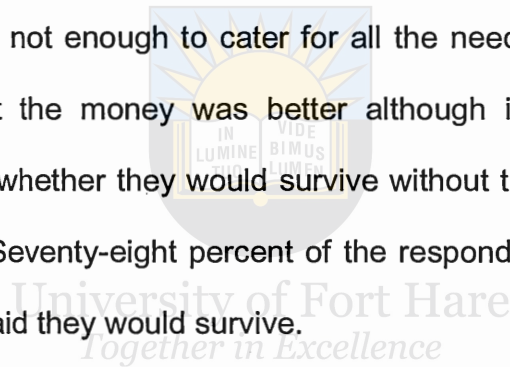 not enough to cater for all the need
the money was better although i
IN LUMINE TUO
VIDE BIMUS LUMEN
whether they would survive without t
Seventy-eight percent of the respond
University of Fort Hare
aid they would survive.
Together in Excellence